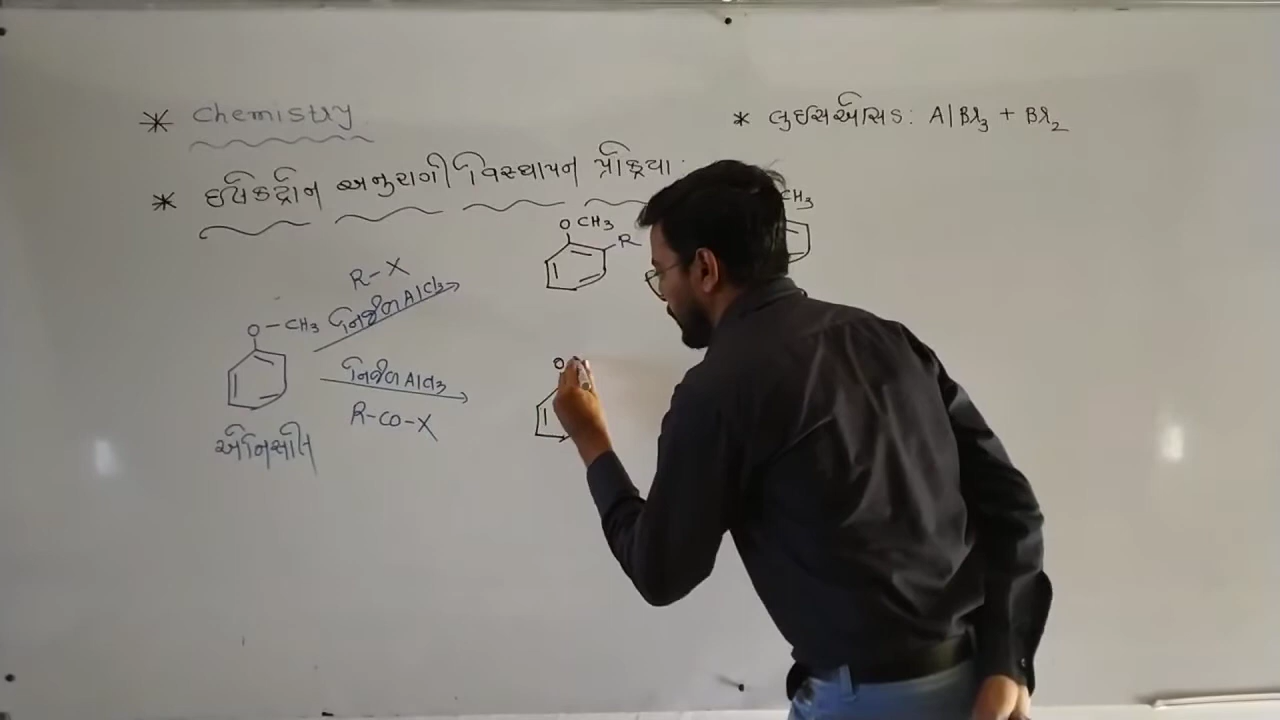 * Chemistry
* લુઇસ એસિડ: AlBr3 + Br2
* ઇલેક્ટ્રોન અનુરાગી વિસ્થાપન પ્રક્રિયા:
CH3
O CH3
R
R-X
નિર્જળ AlCl3
O-CH3
નિર્જળ AlCl3
O
R-CO-X
એનિસોલ